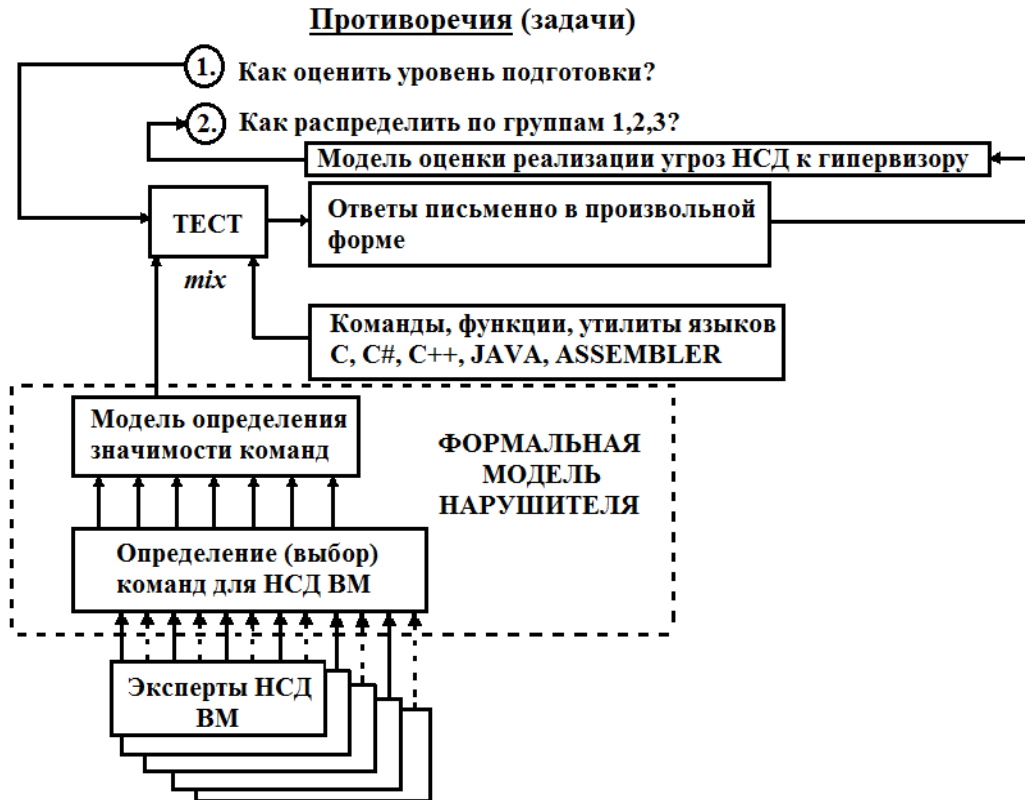 Противоречия (задачи)
1. Как оценить уровень подготовки?
2. Как распределить по группам 1,2,3?
Модель оценки реализации угроз НСД к гипервизору
ТЕСТ
Ответы письменно в произвольной
форме
mix
Команды, функции, утилиты языков
C, C#, C++, JAVA, ASSEMBLER
Модель определения
значимости команд
ФОРМАЛЬНАЯ
МОДЕЛЬ
НАРУШИТЕЛЯ
Определение (выбор)
команд для НСД ВМ
Эксперты НСД
ВМ